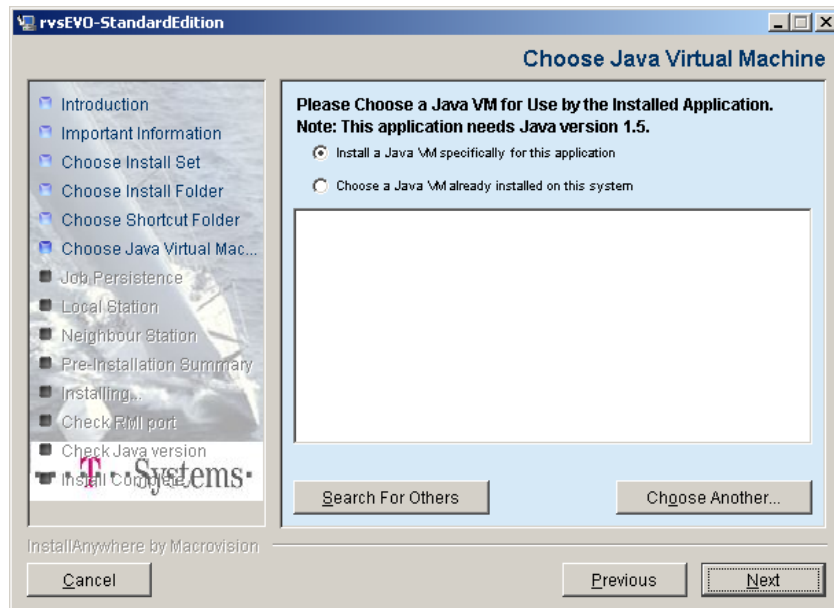 rvsEVO-StandardEdition
Choose Java Virtual Machine
Introduction
Important Information
Choose Install Set
Choose Install Folder
Choose Shortcut Folder
Choose Java Virtual Mac...
Job Persistence
Local Station
Neighbour Station
Pre-Installation Summary
Installing...
Check RMI port
Check Java version
Install Complete
T Systems
Please Choose a Java VM for Use by the Installed Application.
Note: This application needs Java version 1.5.
Install a Java VM specifically for this application
Choose a Java VM already installed on this system
Search For Others
Choose Another...
InstallAnywhere by Macrovision
Cancel
Previous
Next